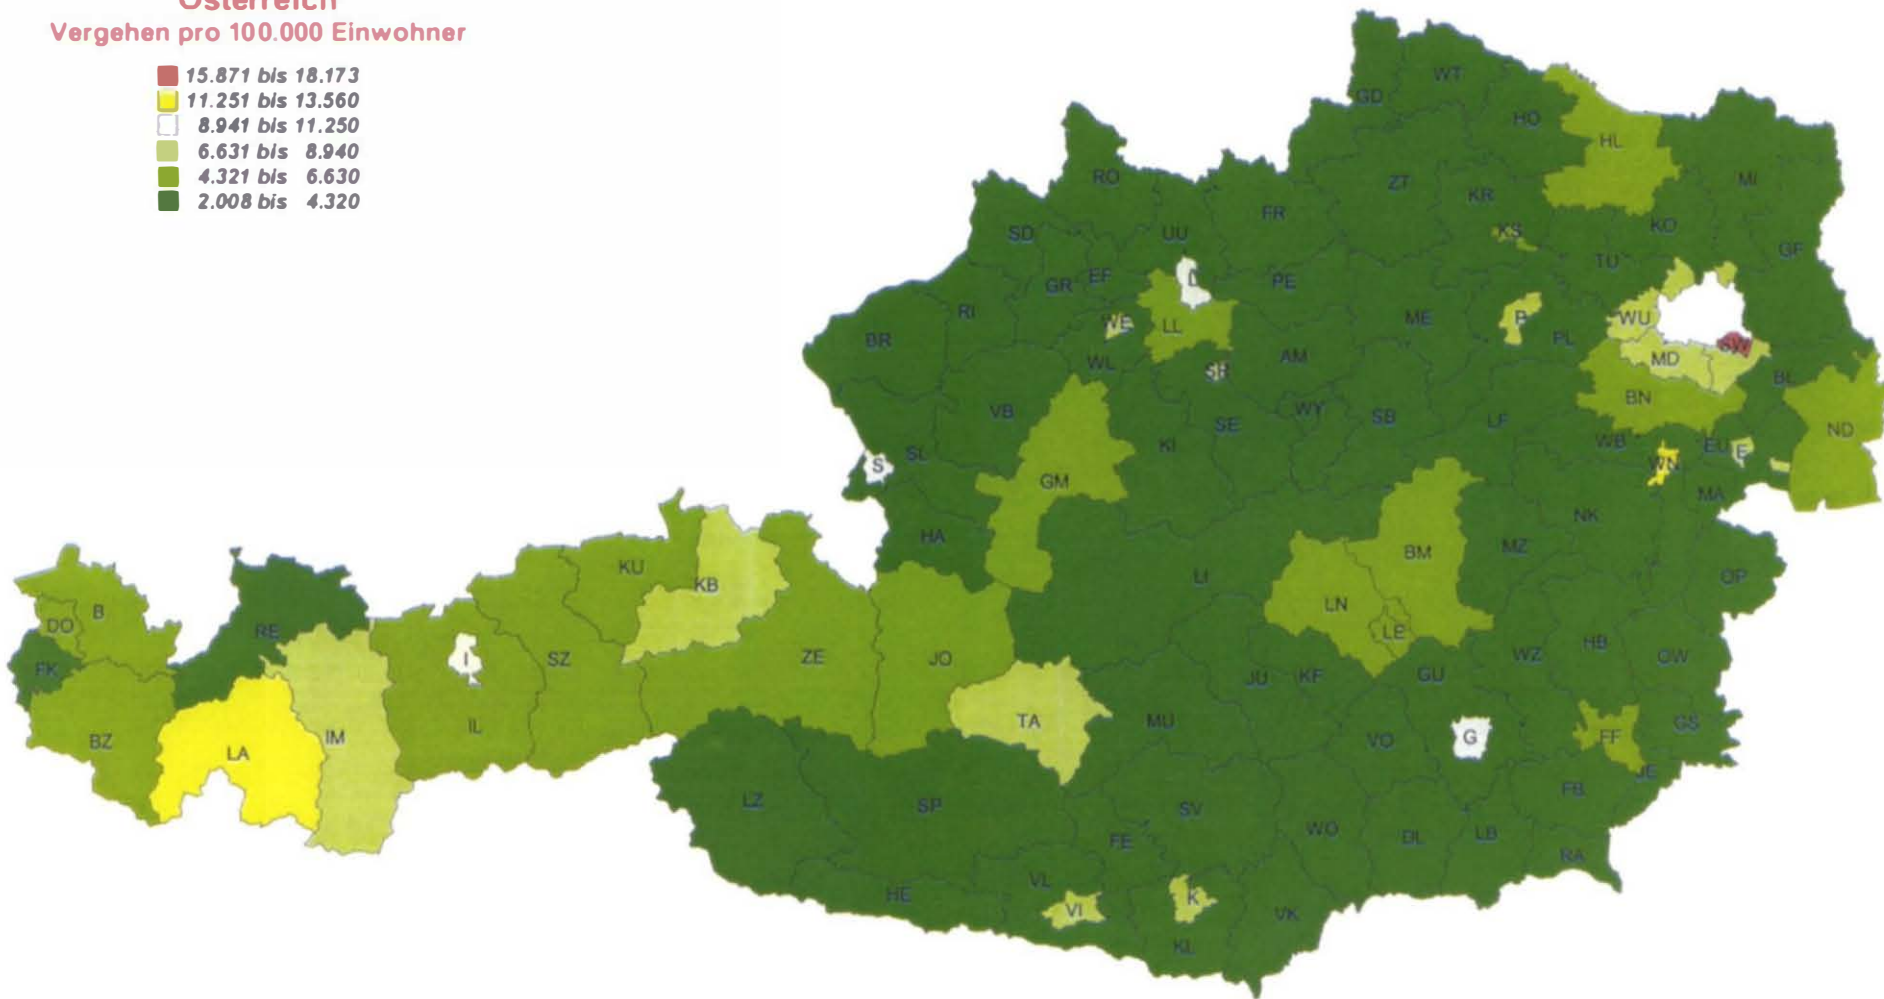 Österreich
Vergehen pro 100.000 Einwohner
15.871 bis 18.173
11.251 bis 13.560
8.941 bis 11.250
6.631 bis 8.940
4.321 bis 6.630
2.008 bis 4.320
WT
GD
HO
HL
RO
ZT
KR
MI
FR
SD
UU
KS
KO
GF
TU
EF
GR
PE
L
RI
WE
LL
ME
P
WU
BR
PL
SW
WL
AM
MD
SR
BL
BN
VB
WY
SB
LF
SE
ND
KI
WB
EU
E
SL
S
WN
GM
MA
NK
HA
BM
MZ
KU
LI
OP
KB
LN
B
DO
RE
LE
HB
I
SZ
ZE
JO
WZ
OW
FK
JU
KF
GU
TA
MU
GS
IL
BZ
IM
G
FF
VO
LA
JE
FB
LZ
SP
SV
WO
DL
LB
FE
RA
VL
HE
K
VI
VK
KL